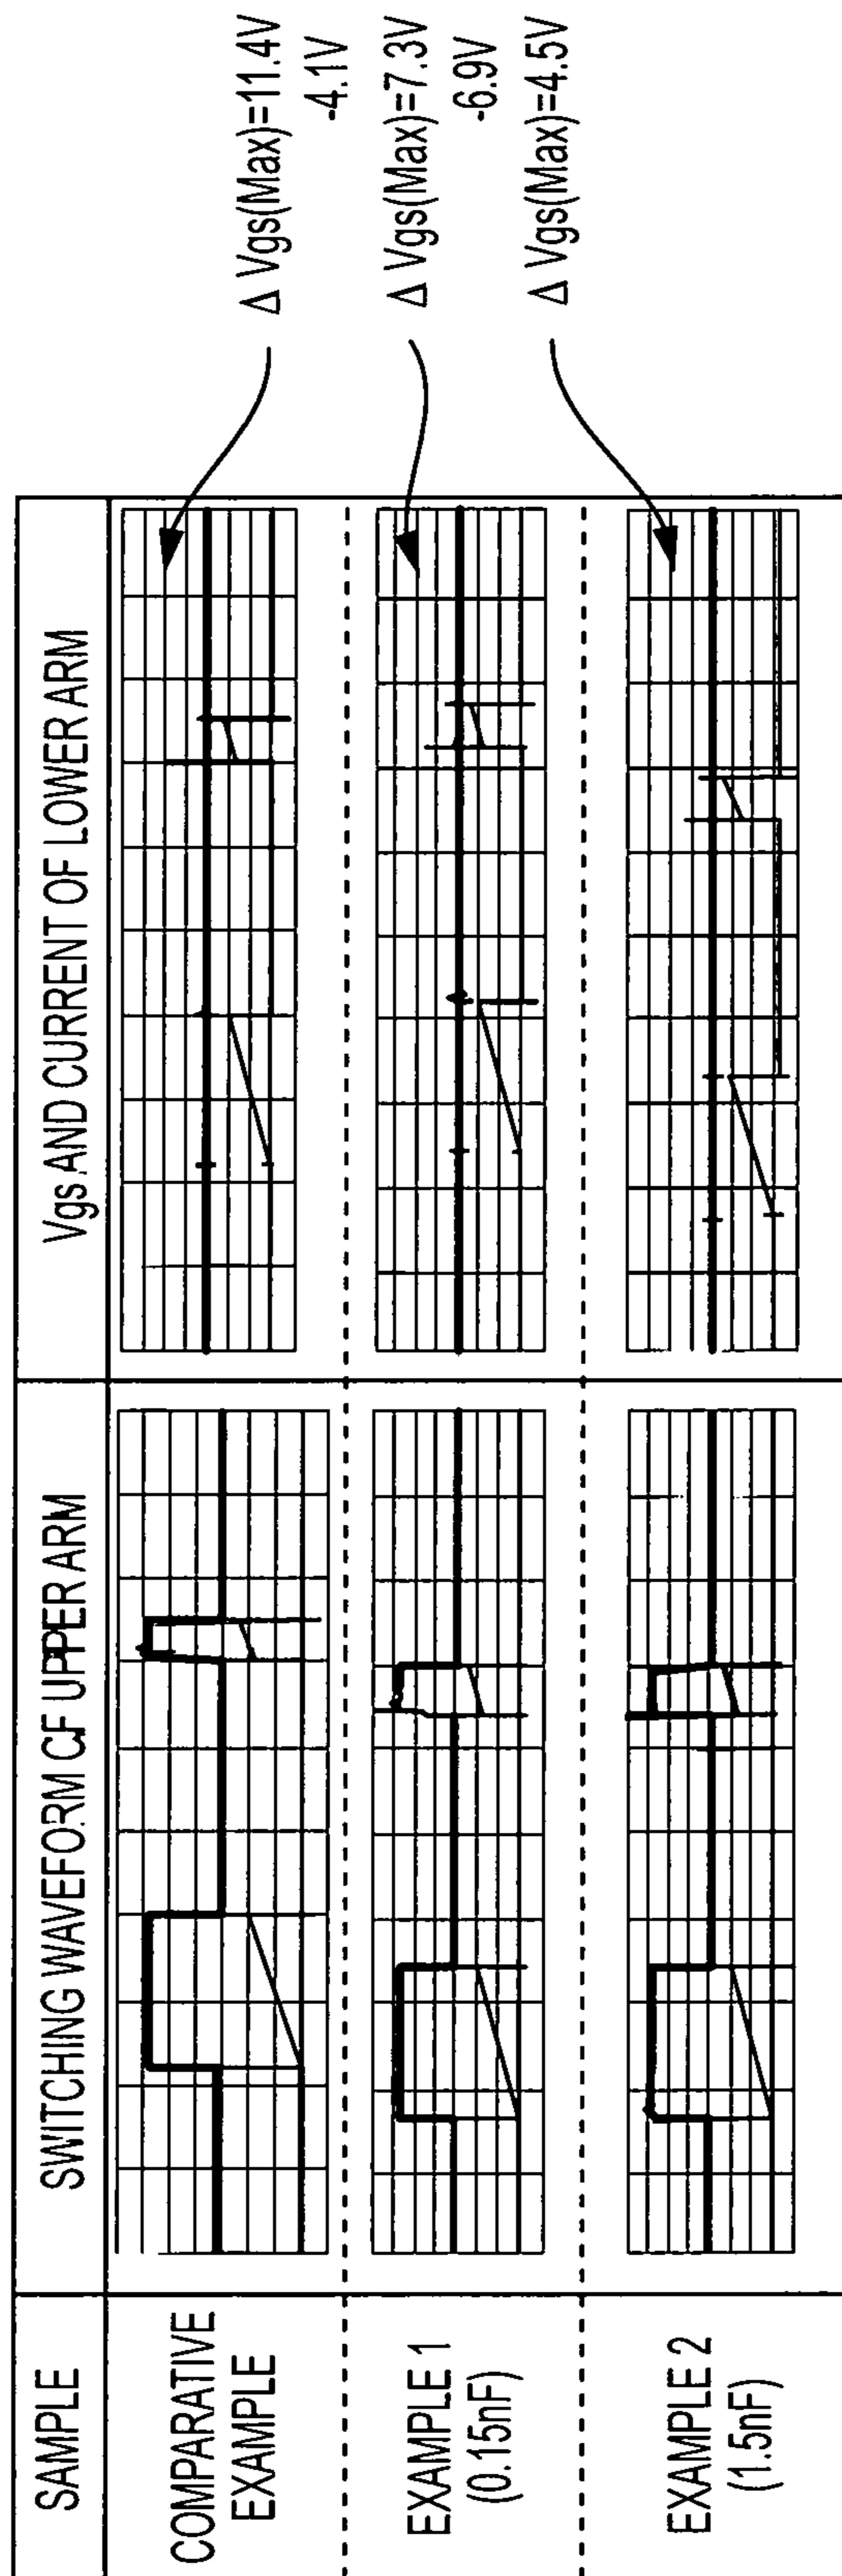 SAMPLE
SWITCHING WAVEFORM CF UPPER ARM
Vgs AND CURRENT OF LOWER ARM
COMPARATIVE
EXAMPLE
Δ Vgs(Max)=11.4V
-4.1V
EXAMPLE 1
(0.15nF)
Δ Vgs(Max)=7.3V
-6.9V
EXAMPLE 2
(1.5nF)
Δ Vgs(Max)=4.5V